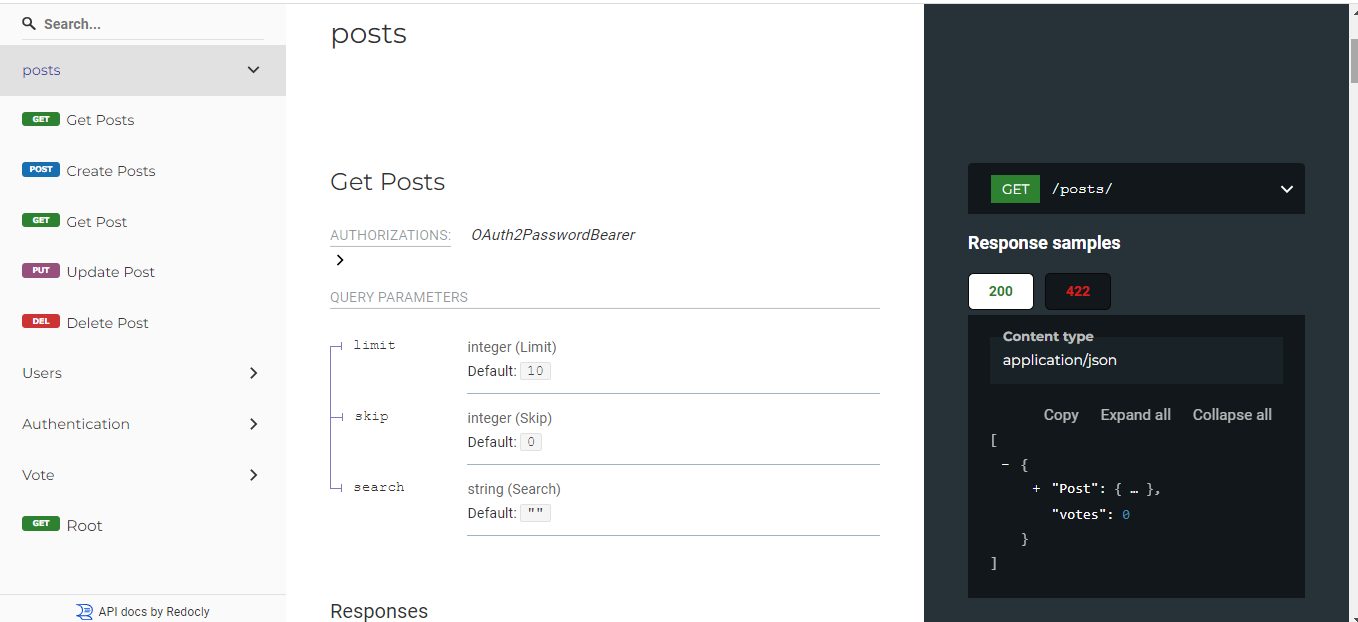 Search...
posts
GET Get Posts
POST Create Posts
GET Get Post
PUT Update Post
DEL Delete Post
Users
Authentication
Vote
GET Root
API docs by Redocly
posts
Get Posts
AUTHORIZATIONS: OAuth2PasswordBearer
QUERY PARAMETERS
limit integer (Limit)
Default: 10
skip integer (Skip)
Default: 0
search string (Search)
Default: ""
Responses
GET /posts/
Response samples
200 422
Content type
application/json
Copy Expand all Collapse all
[
- {
+ "Post": { … },
"votes": 0
}
]